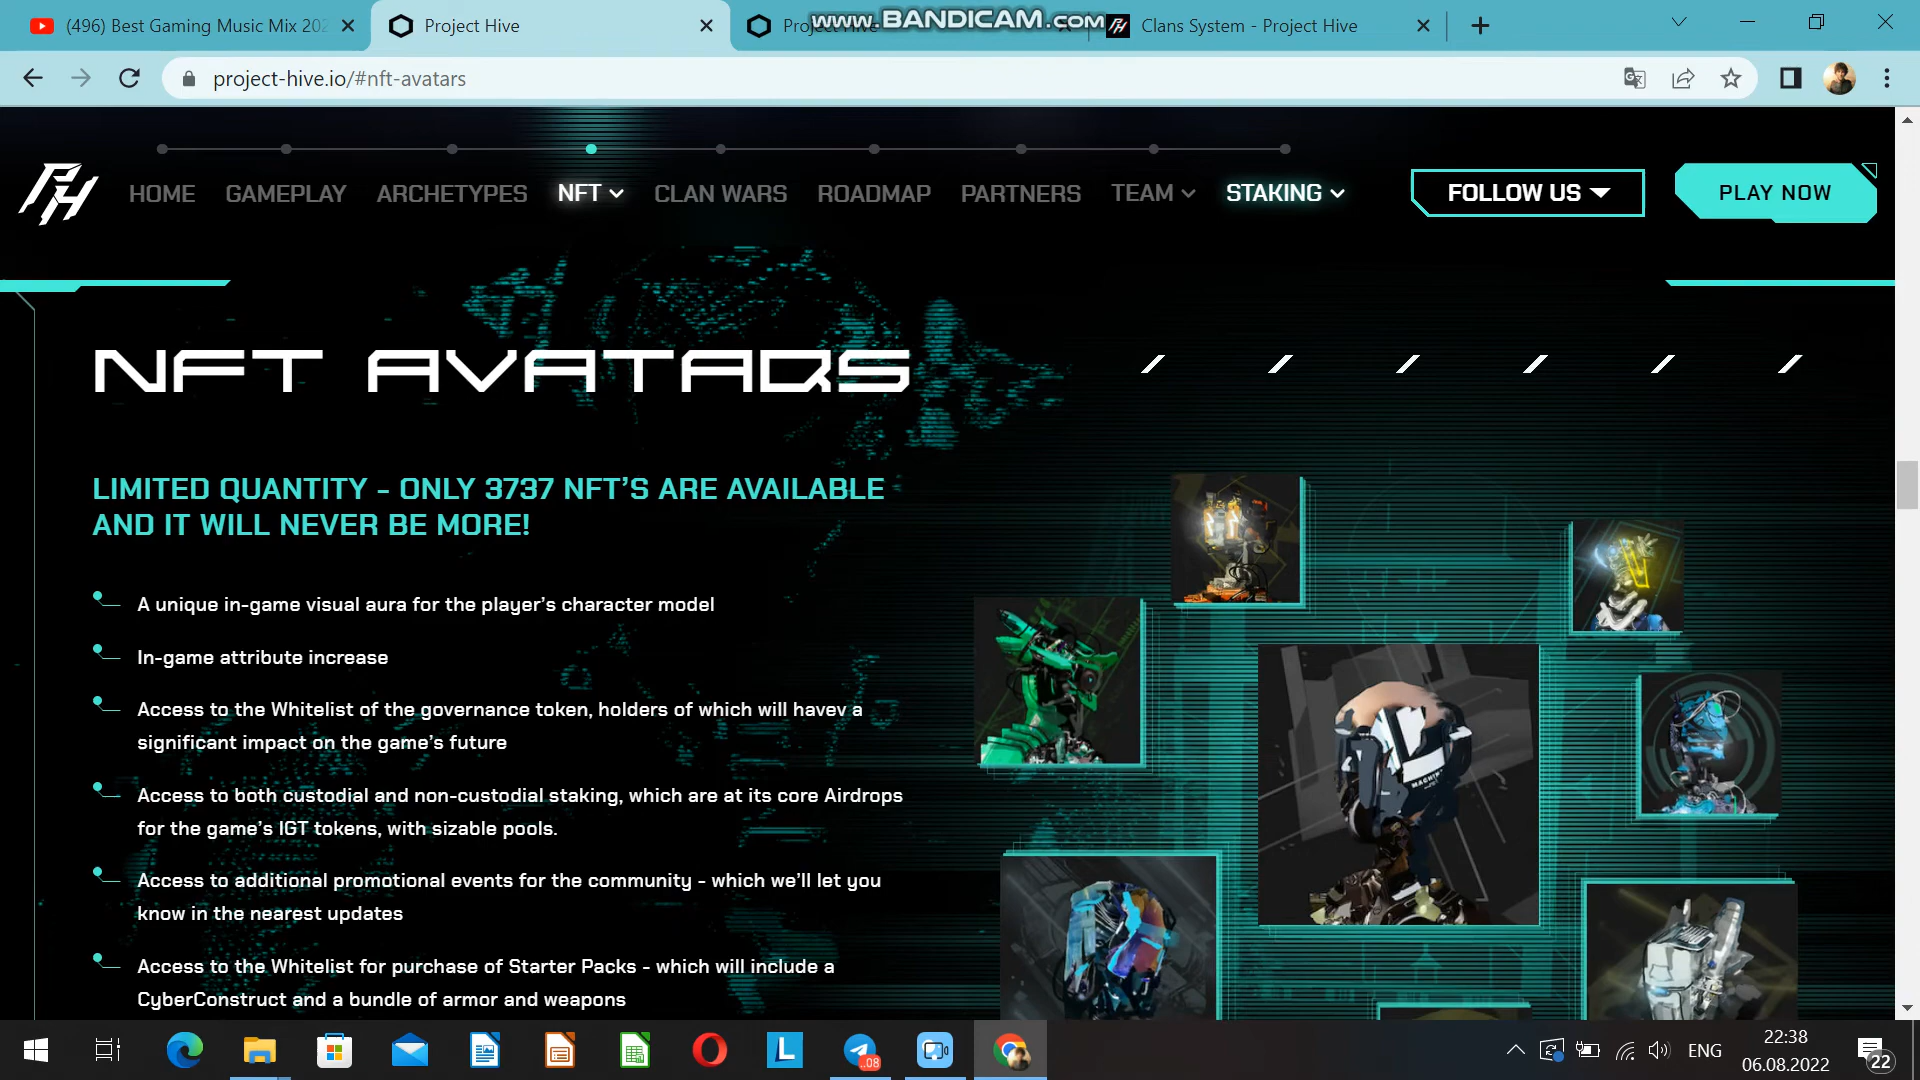 (496) Best Gaming Music Mix 202
Project Hive
Project Hive
www.BANDICAM.com
Clans System - Project Hive
project-hive.io/#nft-avatars
PH
HOME
GAMEPLAY
ARCHETYPES
NFT
CLAN WARS
ROADMAP
PARTNERS
TEAM
STAKING
FOLLOW US
PLAY NOW
NFT AVATARS
LIMITED QUANTITY - ONLY 3737 NFT'S ARE AVAILABLE
AND IT WILL NEVER BE MORE!
A unique in-game visual aura for the player's character model
In-game attribute increase
Access to the Whitelist of the governance token, holders of which will havev a
significant impact on the game's future
Access to both custodial and non-custodial staking, which are at its core Airdrops
for the game's IGT tokens, with sizable pools.
Access to additional promotional events for the community - which we'll let you
know in the nearest updates
Access to the Whitelist for purchase of Starter Packs - which will include a
CyberConstruct and a bundle of armor and weapons
MACHIN
L
..08
ENG
22:38
06.08.2022
22